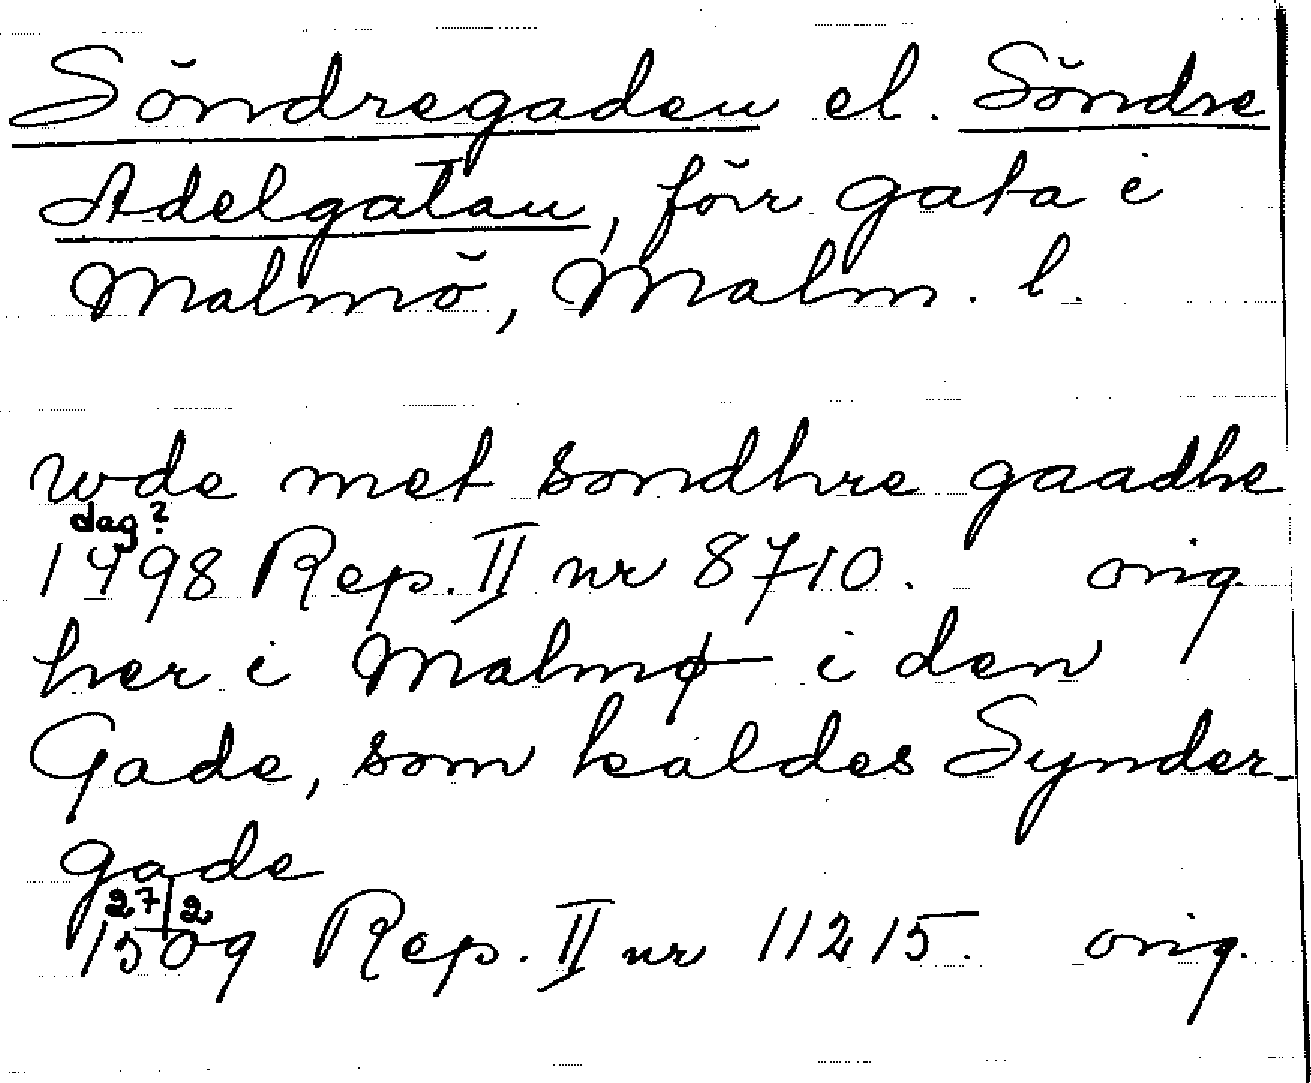 Söndregaden el. Söndre
Adelgatan, förr gata i
Malmö, Malm. l.
wde met sondhre gaadhe
dag?
1498 Rep. II nr 8710. orig
her i Malmø i den
Gade, som kaldes Synder-
gade
27/2
1509 Rep. II nr 11215. orig.